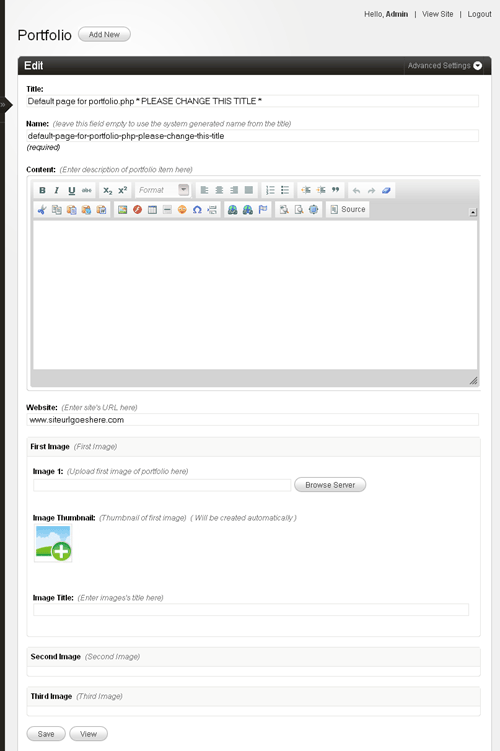 Hello, Admin | View Site | Logout
Portfolio Add New
Edit Advanced Settings
Title:
Default page for portfolio.php * PLEASE CHANGE THIS TITLE *
Name: (leave this field empty to use the system generated name from the title)
default-page-for-portfolio-php-please-change-this-title
(required)
Content: (Enter description of portfolio item here)
B I U abc X₂ X² Format
Source
Website: (Enter site's URL here)
www.siteurlgoeshere.com
First Image (First Image)
Image 1: (Upload first image of portfolio here)
Browse Server
Image Thumbnail: (Thumbnail of first image) ( Will be created automatically )
Image Title: (Enter images's title here)
Second Image (Second Image)
Third Image (Third Image)
Save View